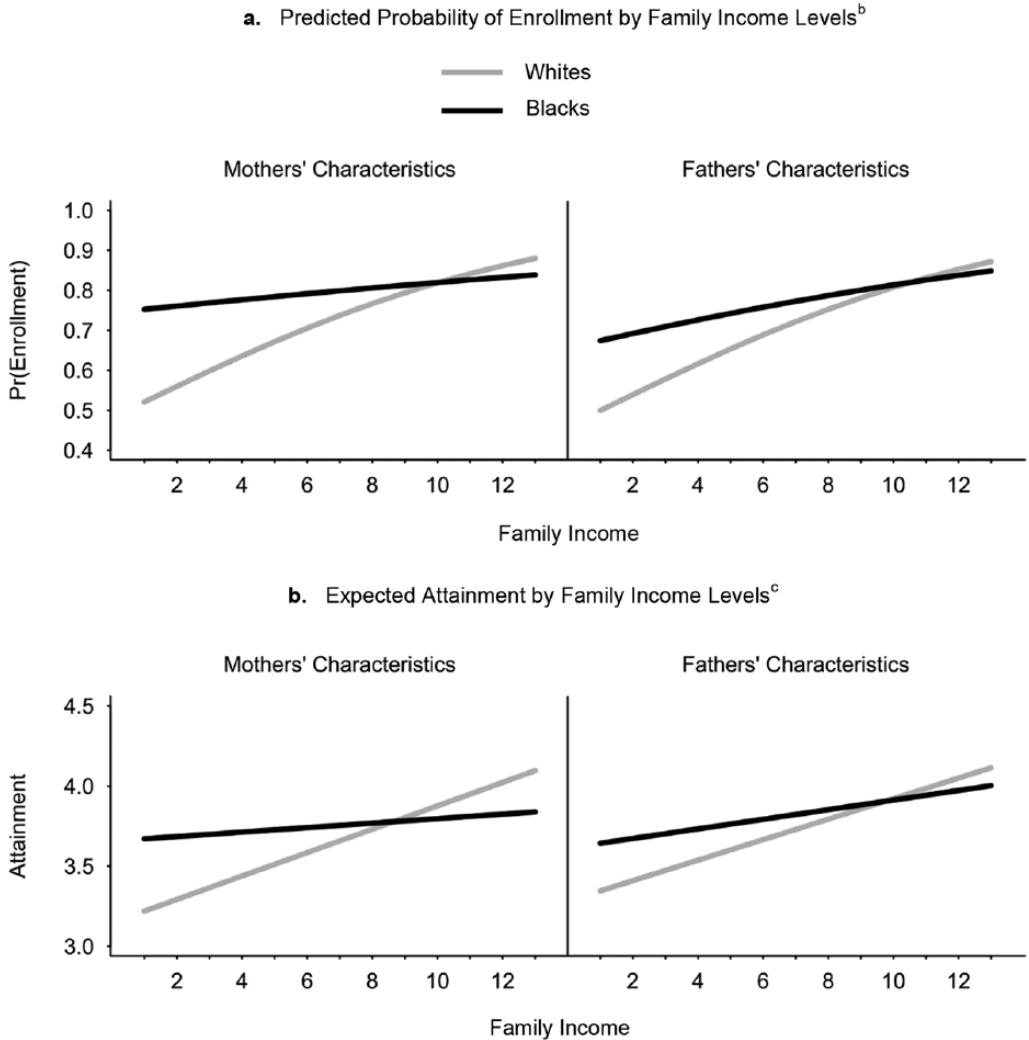 a. Predicted Probability of Enrollment by Family Income Levelsb
Whites
Blacks
Mothers' Characteristics
Fathers' Characteristics
Pr(Enrollment)
1.0
0.9
0.8
0.7
0.6
0.5
0.4
2 4 6 8 10 12
2 4 6 8 10 12
Family Income
b. Expected Attainment by Family Income Levelsc
Mothers' Characteristics
Fathers' Characteristics
Attainment
4.5
4.0
3.5
3.0
2 4 6 8 10 12
2 4 6 8 10 12
Family Income